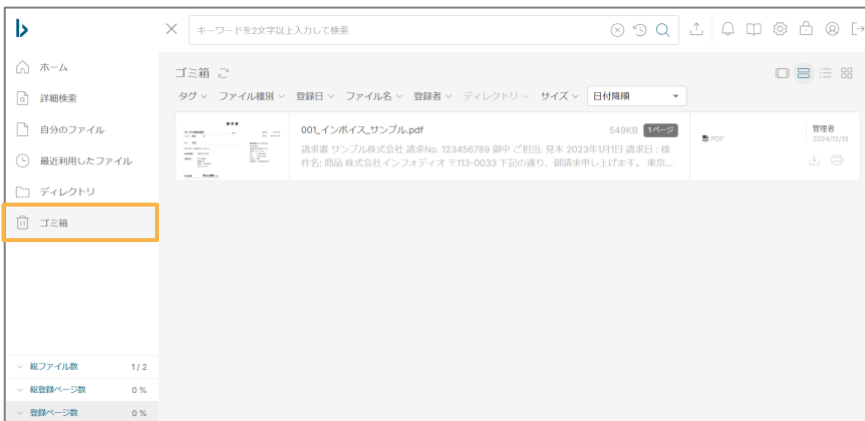 キーワードを2文字以上入力して検索
ホーム
詳細検索
自分のファイル
最近利用したファイル
ディレクトリ
ゴミ箱
総ファイル数 1/2
総登録ページ数 0 %
登録ページ数 0 %
ゴミ箱
タグ ファイル種別 登録日 ファイル名 登録者 ディレクトリ サイズ 日付降順
請求書
001_インボイス_サンプル.pdf 549KB 1ページ
請求書 サンプル株式会社 請求No. 123456789 御中 ご担当: 見本 2023年1月1日 請求日 : 様
件名: 商品 株式会社インフォディオ 〒113-0033 下記の通り、御請求申し上げます。 東京...
PDF
管理者
2024/12/13